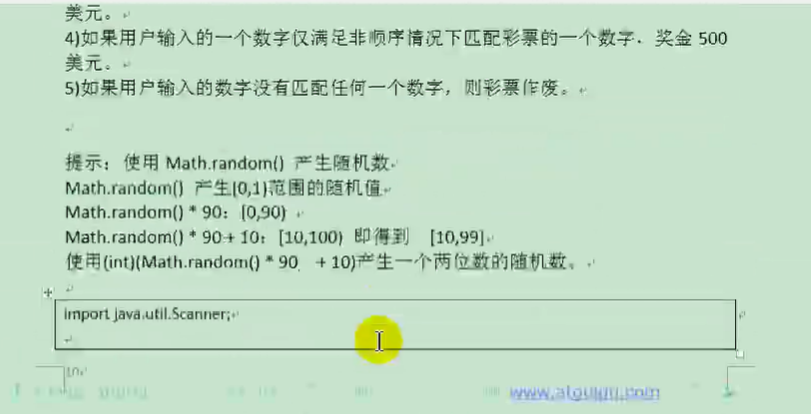 美元。
4)如果用户输入的一个数字仅满足非顺序情况下匹配彩票的一个数字．奖金 500
美元。
5)如果用户输入的数字没有匹配任何一个数字，则彩票作废。
提示：使用 Math.random() 产生随机数
Math.random() 产生[0,1)范围的随机值
Math.random() * 90：[0,90)
Math.random() * 90+ 10：[10,100) 即得到 [10,99]
使用(int)(Math.random() * 90 + 10)产生一个两位数的随机数。
import java.util.Scanner;
www.atguigu.com